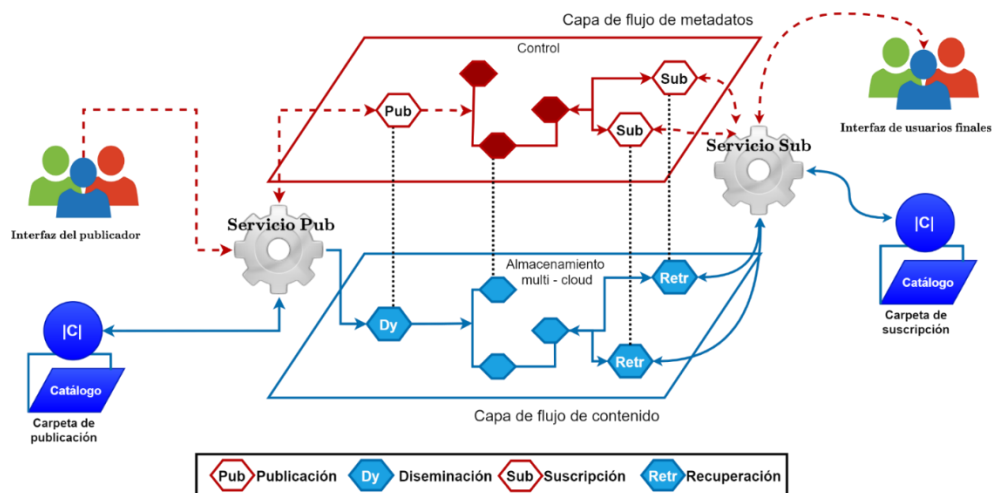 Capa de flujo de metadatos
Control
Sub
Pub
Sub
Interfaz de usuarios finales
Servicio Sub
Interfaz del publicador
Servicio Pub
|C|
Catálogo
Carpeta de
suscripción
Almacenamiento
multi - cloud
Retr
Dy
Retr
|C|
Catálogo
Carpeta de
publicación
Capa de flujo de contenido
Pub Publicación Dy Diseminación Sub Suscripción Retr Recuperación